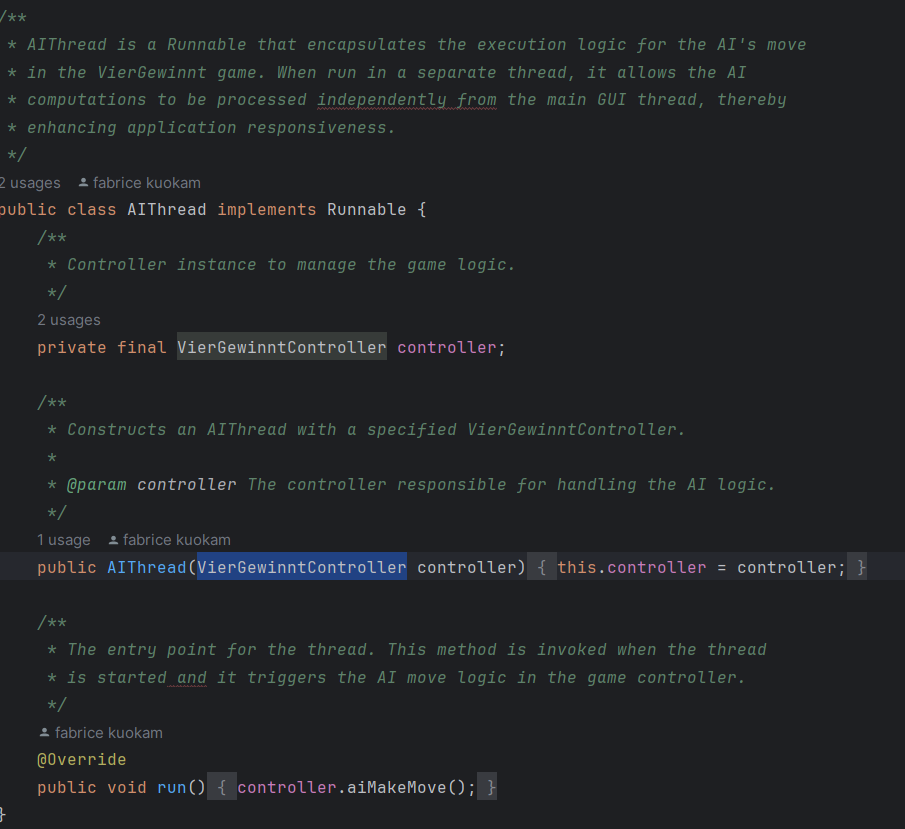 /**
 * AIThread is a Runnable that encapsulates the execution logic for the AI's move
 * in the VierGewinnt game. When run in a separate thread, it allows the AI
 * computations to be processed independently from the main GUI thread, thereby
 * enhancing application responsiveness.
 */
2 usages fabrice kuokam
public class AIThread implements Runnable {
    /**
     * Controller instance to manage the game logic.
     */
    2 usages
    private final VierGewinntController controller;
    /**
     * Constructs an AIThread with a specified VierGewinntController.
     *
     * @param controller The controller responsible for handling the AI logic.
     */
    1 usage fabrice kuokam
    public AIThread(VierGewinntController controller) { this.controller = controller; }
    /**
     * The entry point for the thread. This method is invoked when the thread
     * is started and it triggers the AI move logic in the game controller.
     */
    fabrice kuokam
    @Override
    public void run() { controller.aiMakeMove(); }
}